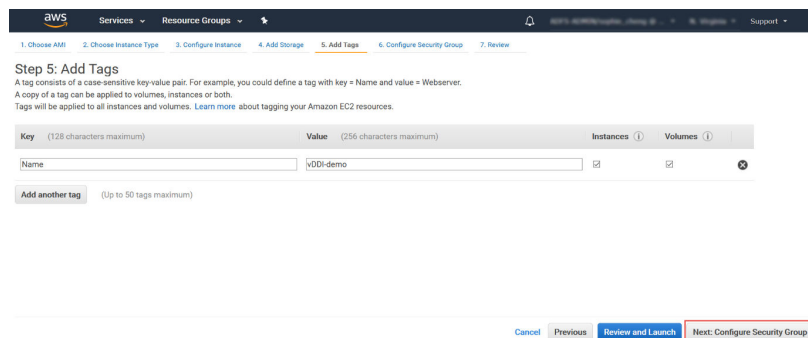 aws Services Resource Groups Support
1. Choose AMI 2. Choose Instance Type 3. Configure Instance 4. Add Storage 5. Add Tags 6. Configure Security Group 7. Review
Step 5: Add Tags
A tag consists of a case-sensitive key-value pair. For example, you could define a tag with key = Name and value = Webserver.
A copy of a tag can be applied to volumes, instances or both.
Tags will be applied to all instances and volumes. Learn more about tagging your Amazon EC2 resources.
Key (128 characters maximum) Value (256 characters maximum) Instances Volumes
Name vDDI-demo
Add another tag (Up to 50 tags maximum)
Cancel Previous Review and Launch Next: Configure Security Group